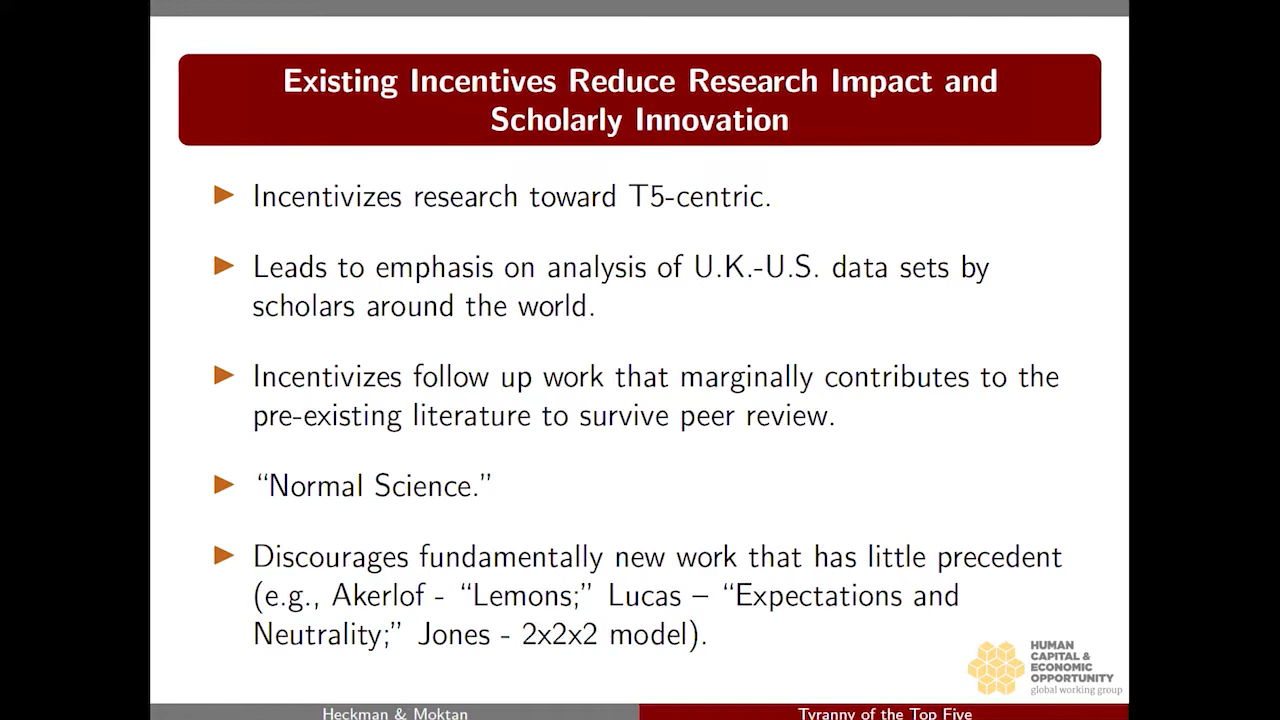 Existing Incentives Reduce Research Impact and
Scholarly Innovation
Incentivizes research toward T5-centric.
Leads to emphasis on analysis of U.K.-U.S. data sets by
scholars around the world.
Incentivizes follow up work that marginally contributes to the
pre-existing literature to survive peer review.
“Normal Science.”
Discourages fundamentally new work that has little precedent
(e.g., Akerlof - “Lemons;” Lucas – “Expectations and
Neutrality;” Jones - 2x2x2 model).
HUMAN
CAPITAL &
ECONOMIC
OPPORTUNITY
global working group
Heckman & Moktan
Tyranny of the Top Five